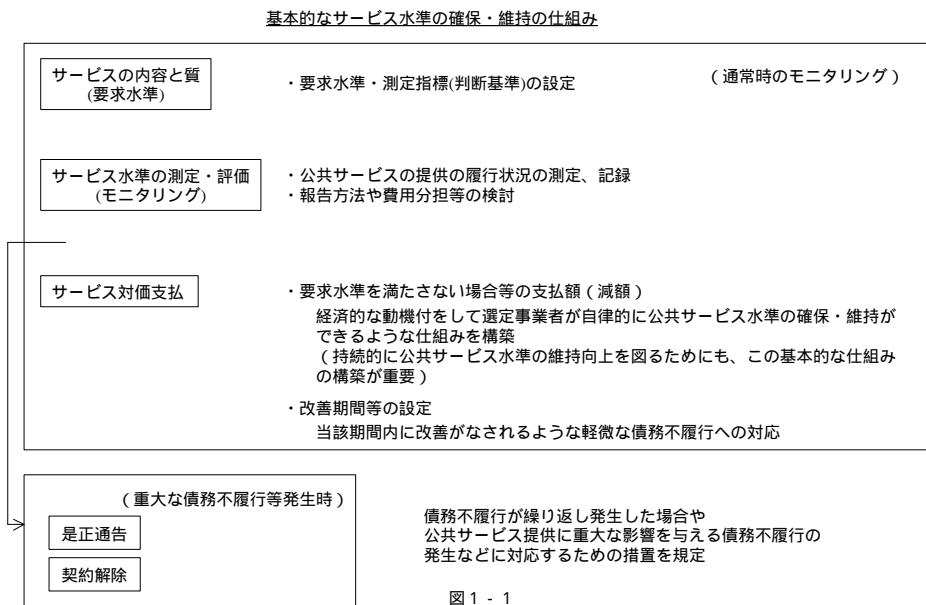 基本的なサービス水準の確保・維持の仕組み
サービスの内容と質
(要求水準)
・要求水準・測定指標(判断基準)の設定
（通常時のモニタリング）
サービス水準の測定・評価
(モニタリング)
・公共サービスの提供の履行状況の測定、記録
・報告方法や費用分担等の検討
サービス対価支払
・要求水準を満たさない場合等の支払額（減額）
経済的な動機付をして選定事業者が自律的に公共サービス水準の確保・維持が
できるような仕組みを構築
（持続的に公共サービス水準の維持向上を図るためにも、この基本的な仕組み
の構築が重要）
・改善期間等の設定
当該期間内に改善がなされるような軽微な債務不履行への対応
（重大な債務不履行等発生時）
是正通告
契約解除
債務不履行が繰り返し発生した場合や
公共サービス提供に重大な影響を与える債務不履行の
発生などに対応するための措置を規定
図１－１